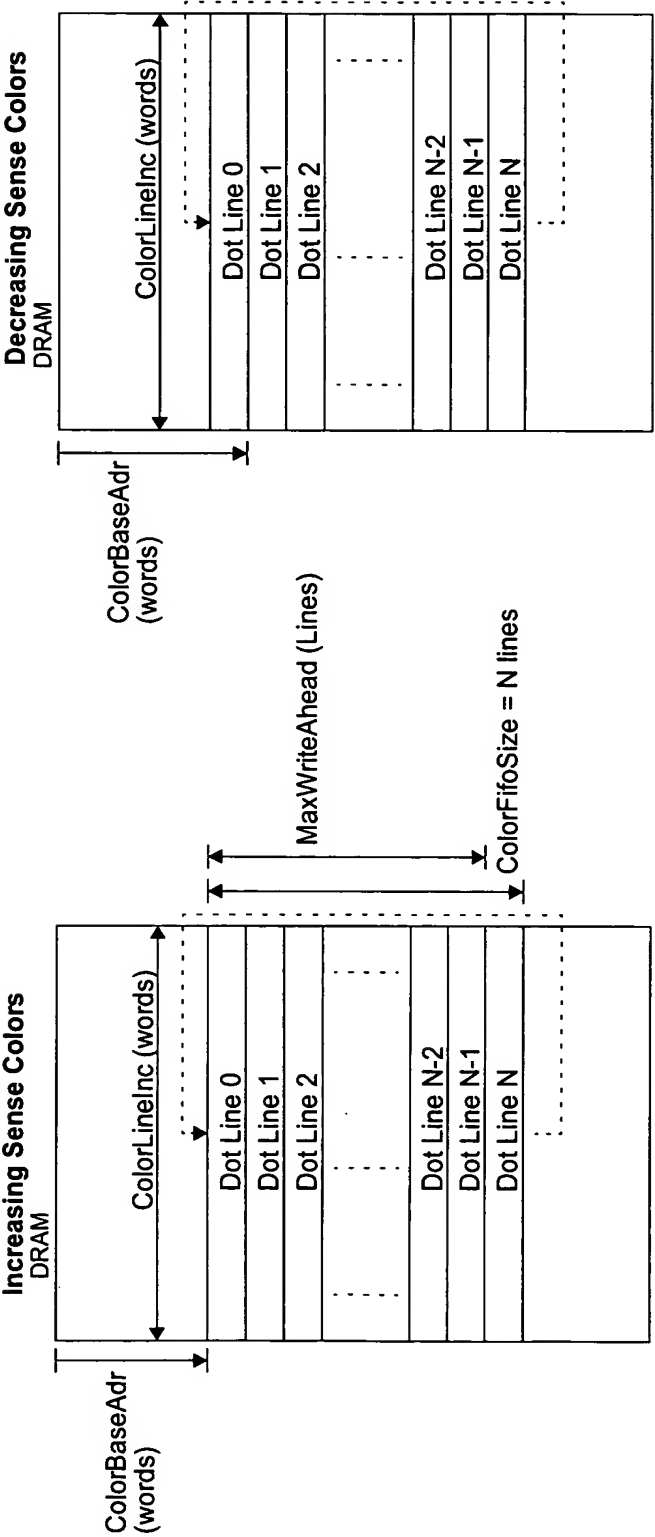 Increasing Sense Colors
DRAM
ColorBaseAdr
(words)
ColorLineInc (words)
Dot Line 0
Dot Line 1
Dot Line 2
Dot Line N-2
Dot Line N-1
Dot Line N
MaxWriteAhead (Lines)
ColorFifoSize = N lines
Decreasing Sense Colors
DRAM
ColorBaseAdr
(words)
ColorLineInc (words)
Dot Line 0
Dot Line 1
Dot Line 2
Dot Line N-2
Dot Line N-1
Dot Line N